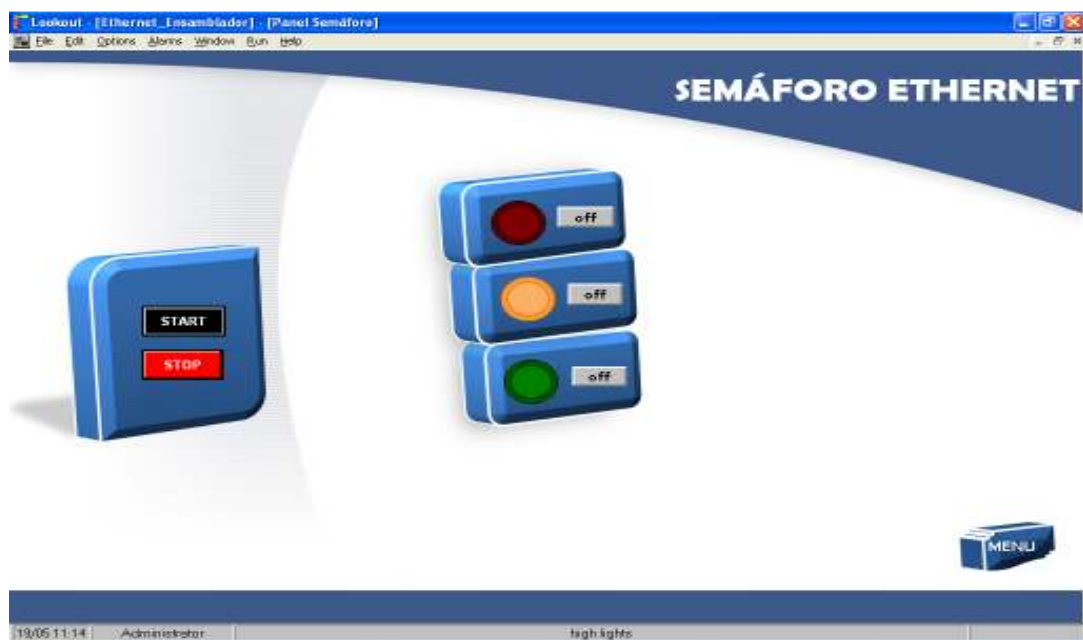 Lookout - [Ethernet_Ensamblador] - [Panel Semáforo]
File Edit Options Alarms Window Run Help
SEMÁFORO ETHERNET
off
off
START
STOP
off
MENU
19/05 11:14 Administrator high lights